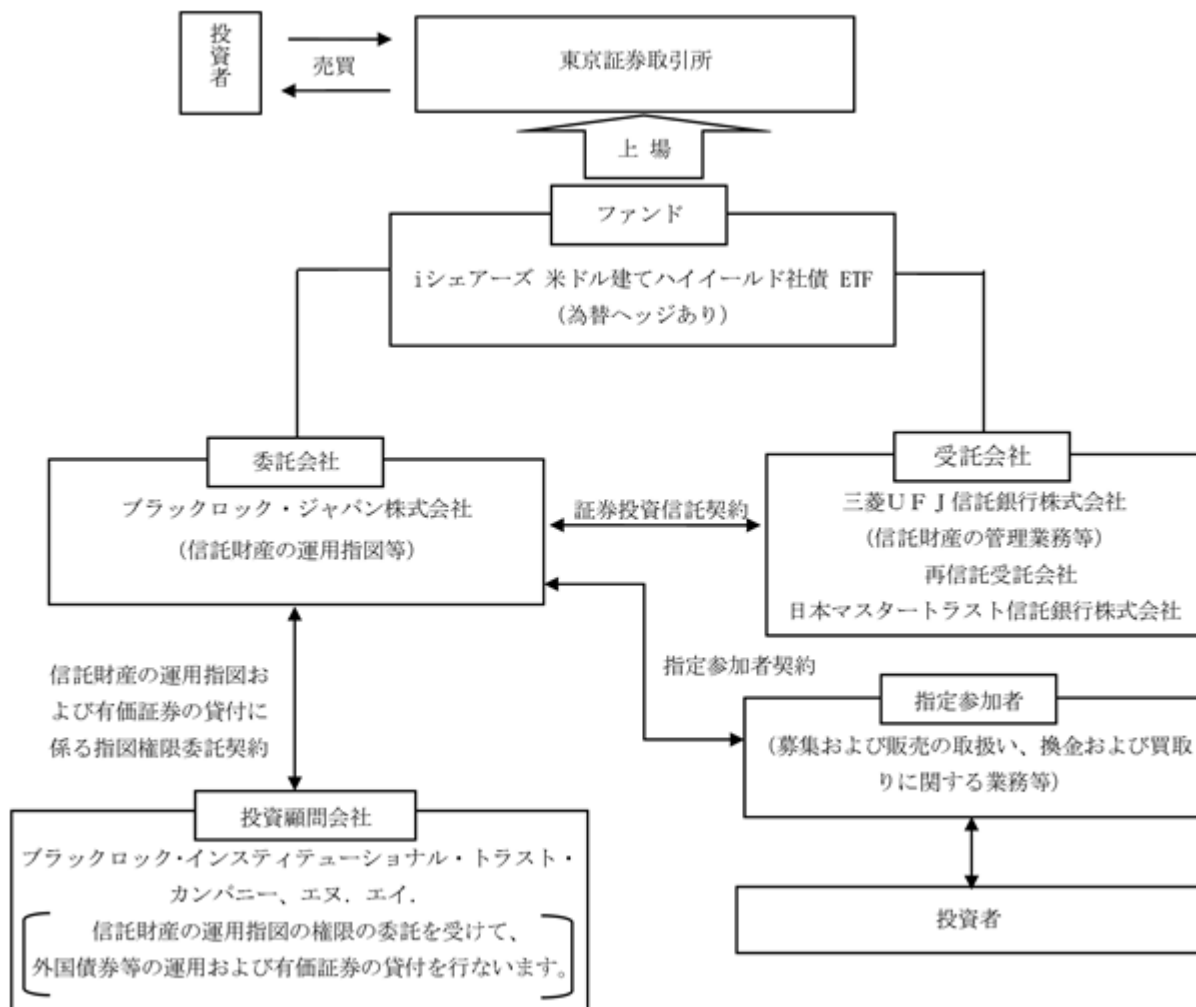 投資者
売買
東京証券取引所
上 場
ファンド
iシェアーズ 米ドル建てハイイールド社債 ETF
（為替ヘッジあり）
委託会社
ブラックロック・ジャパン株式会社
（信託財産の運用指図等）
証券投資信託契約
受託会社
三菱ＵＦＪ信託銀行株式会社
（信託財産の管理業務等）
再信託受託会社
日本マスタートラスト信託銀行株式会社
信託財産の運用指図お
よび有価証券の貸付に
係る指図権限委託契約
指定参加者契約
指定参加者
（募集および販売の取扱い、換金および買取
りに関する業務等）
投資顧問会社
ブラックロック・インスティテューショナル・トラスト・
カンパニー、エヌ．エイ．
信託財産の運用指図の権限の委託を受けて、
外国債券等の運用および有価証券の貸付を行ないます。
投資者